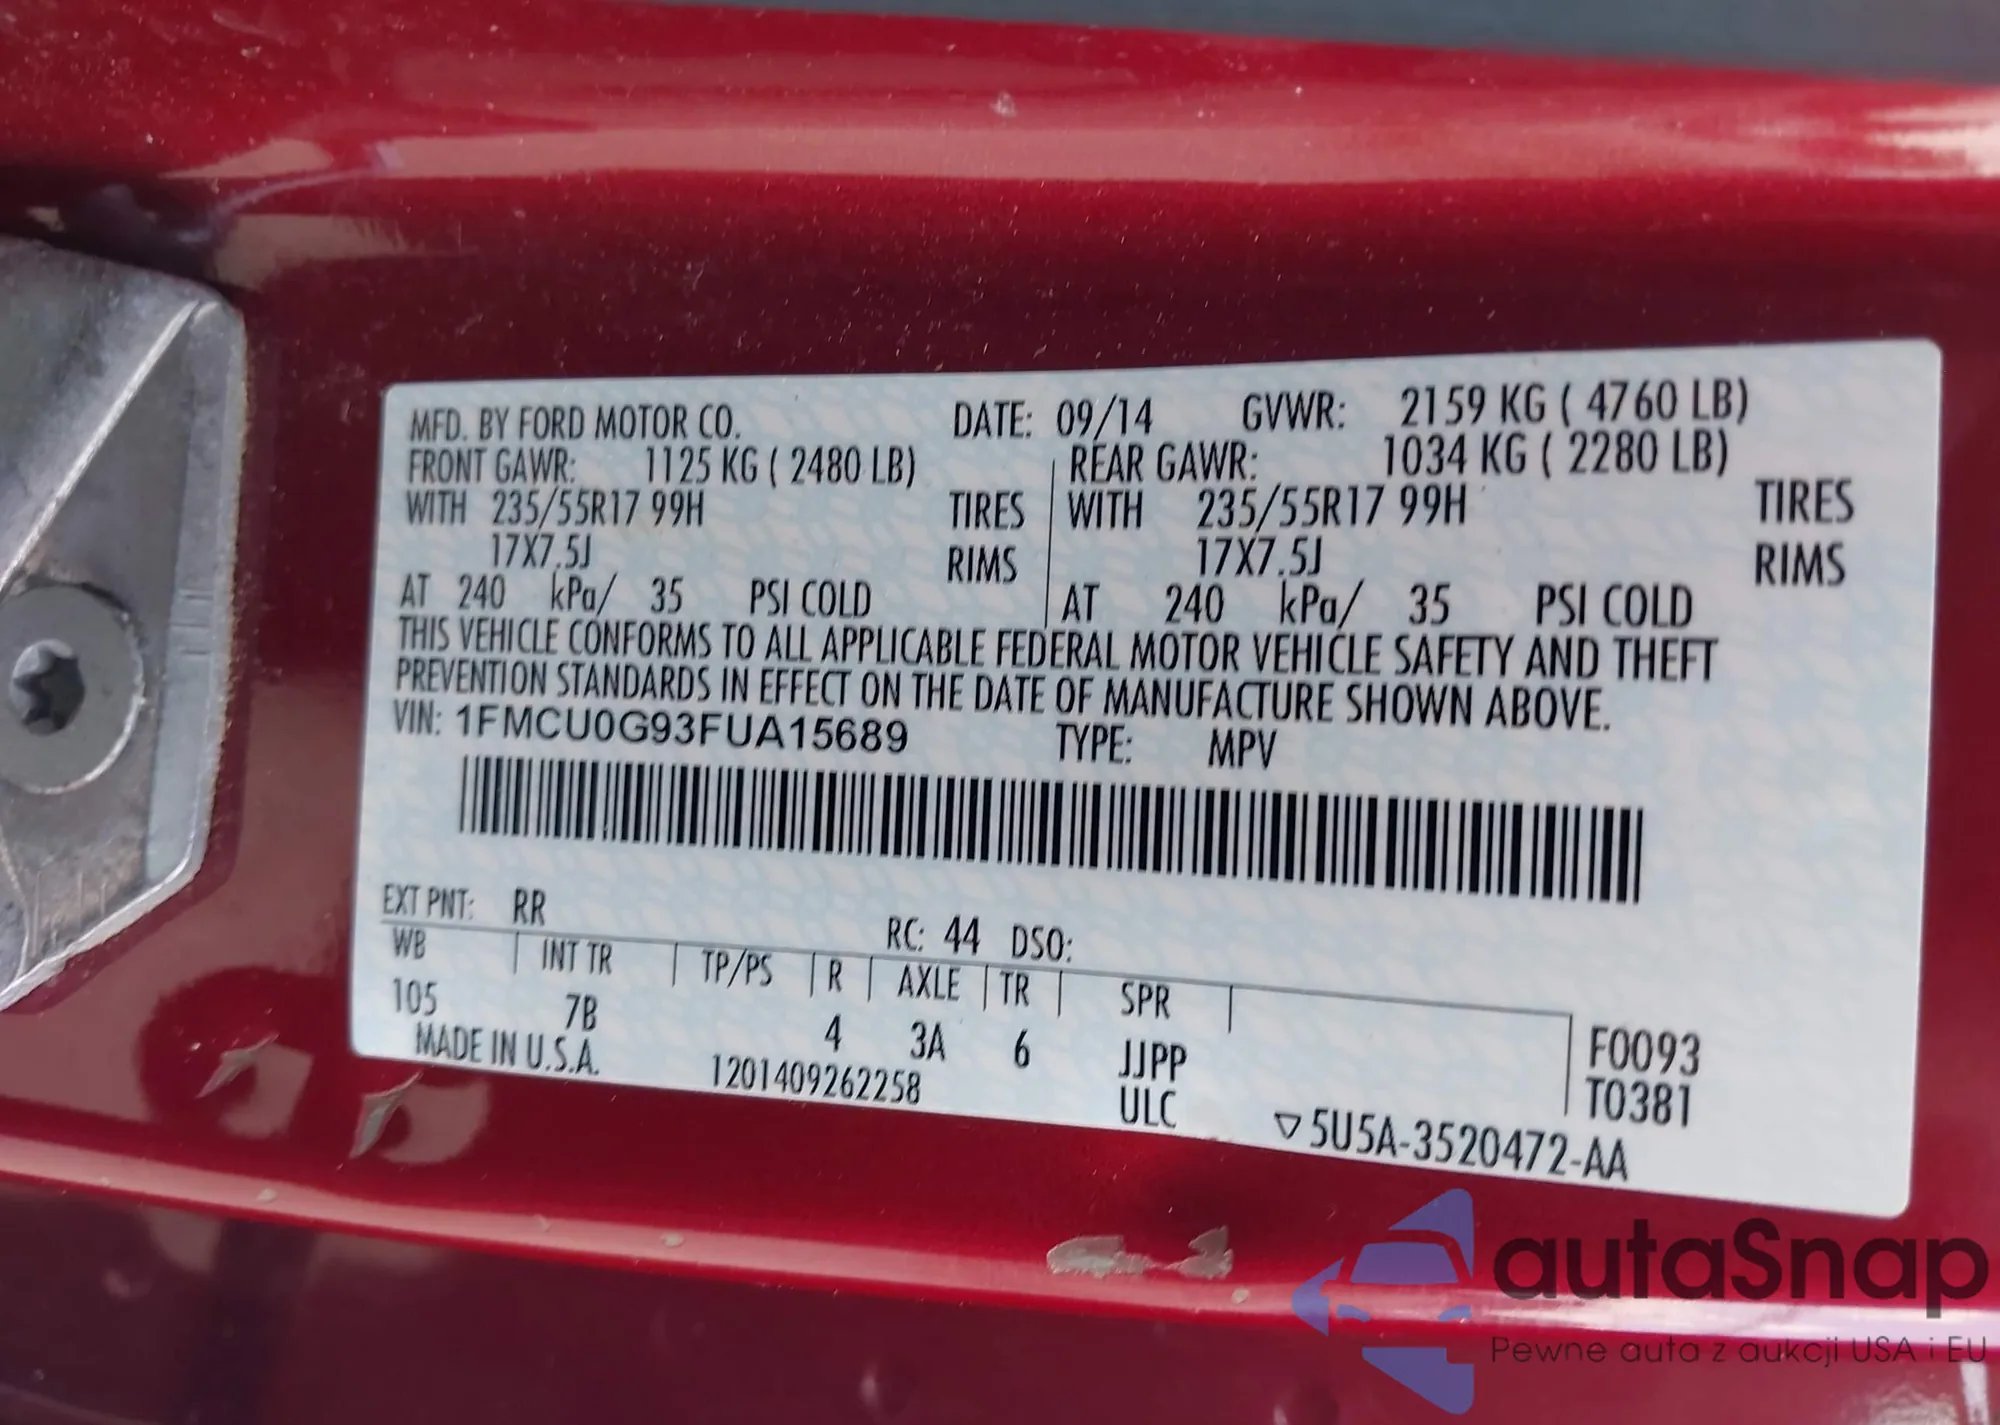 MFD. BY FORD MOTOR CO. DATE: 09/14 GVWR: 2159 KG ( 4760 LB)
FRONT GAWR: 1125 KG ( 2480 LB) REAR GAWR: 1034 KG ( 2280 LB)
WITH 235/55R17 99H TIRES WITH 235/55R17 99H TIRES
17X7.5J RIMS 17X7.5J RIMS
AT 240 kPa/ 35 PSI COLD AT 240 kPa/ 35 PSI COLD
THIS VEHICLE CONFORMS TO ALL APPLICABLE FEDERAL MOTOR VEHICLE SAFETY AND THEFT
PREVENTION STANDARDS IN EFFECT ON THE DATE OF MANUFACTURE SHOWN ABOVE.
VIN: 1FMCU0G93FUA15689 TYPE: MPV
EXT PNT: RR RC: 44 DSO:
WB INT TR TP/PS R AXLE TR SPR
105 7B 4 3A 6 JJPP F0093
MADE IN U.S.A. 1201409262258 ULC T0381
▽5U5A-3520472-AA
autaSnap
Pewne auta z aukcji USA i EU